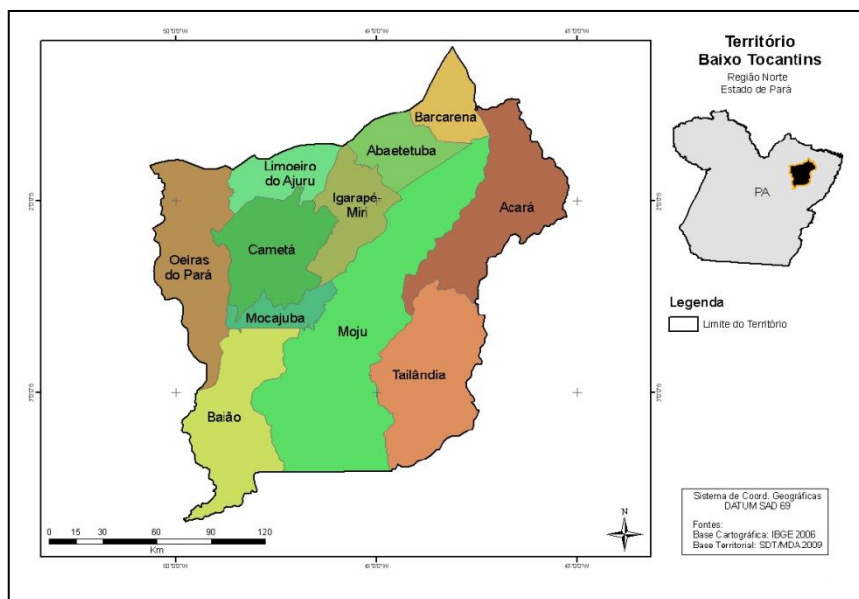 Território
Baixo Tocantins
Região Norte
Estado de Pará
PA
Legenda
Limite do Território
Barcarena
Abaetetuba
Limoeiro
do Ajuru
Igarapé-
Miri
Acará
Cametá
Oeiras
do Pará
Mocajuba
Moju
Tailândia
Baião
0 15 30 60 90 120
Km
N
Sistema de Coord. Geográficas
DATUM SAD 69
Fontes:
Base Cartográfica: IBGE 2006
Base Territorial: SDT/MDA 2009